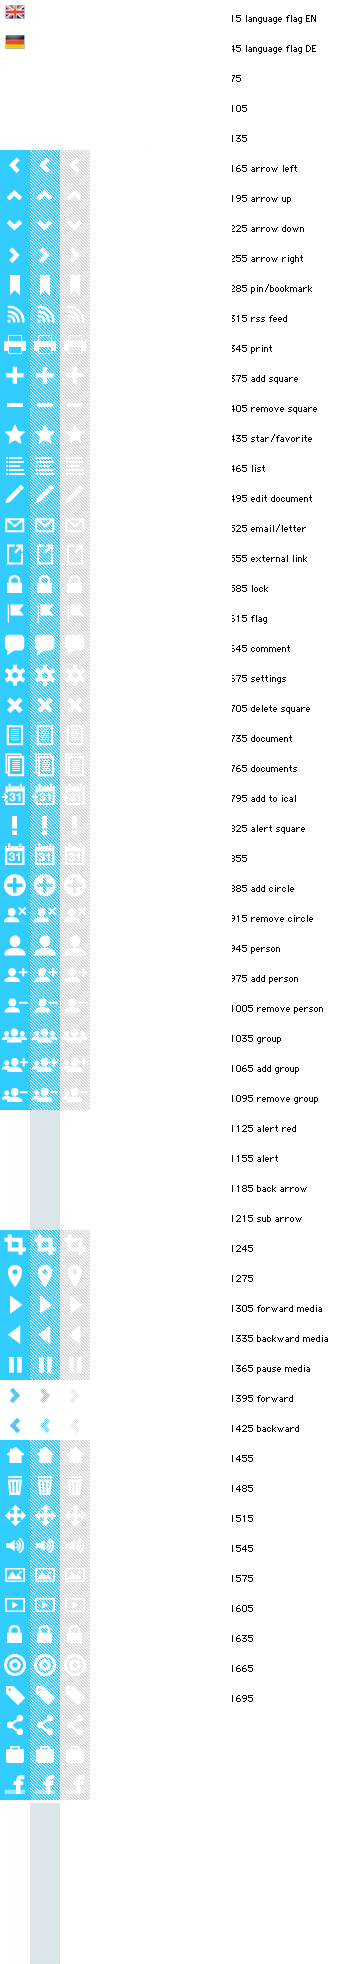 15 language flag EN
45 language flag DE
75
105
135
165 arrow left
195 arrow up
225 arrow down
255 arrow right
285 pin/bookmark
315 rss feed
345 print
375 add square
405 remove square
435 star/favorite
465 list
495 edit document
525 email/letter
555 external link
585 lock
615 flag
645 comment
675 settings
705 delete square
735 document
765 documents
31 31 31
795 add to ical
825 alert square
31 31 31
855
885 add circle
915 remove circle
945 person
975 add person
1005 remove person
1035 group
1065 add group
1095 remove group
1125 alert red
1155 alert
1185 back arrow
1215 sub arrow
1245
1275
1305 forward media
1335 backward media
1365 pause media
1395 forward
1425 backward
1455
1485
1515
1545
1575
1605
1635
1665
1695